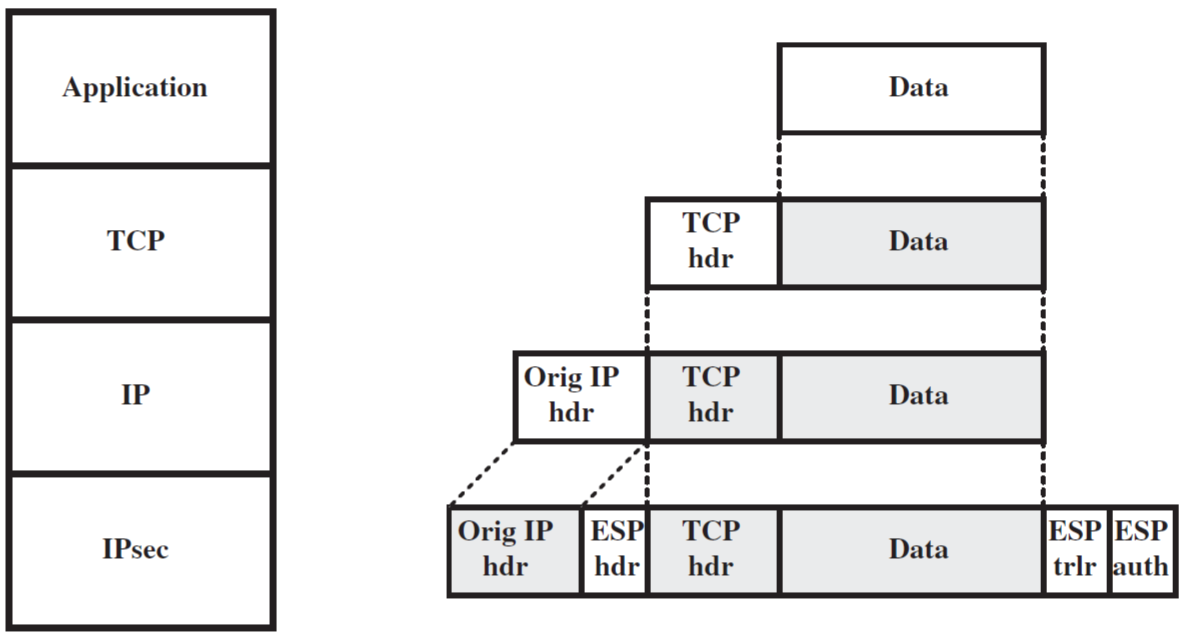 Application
Data
TCP
TCP
hdr
Data
IP
Orig IP
hdr
TCP
hdr
Data
IPsec
Orig IP
hdr
ESP
hdr
TCP
hdr
Data
ESP
trlr
ESP
auth